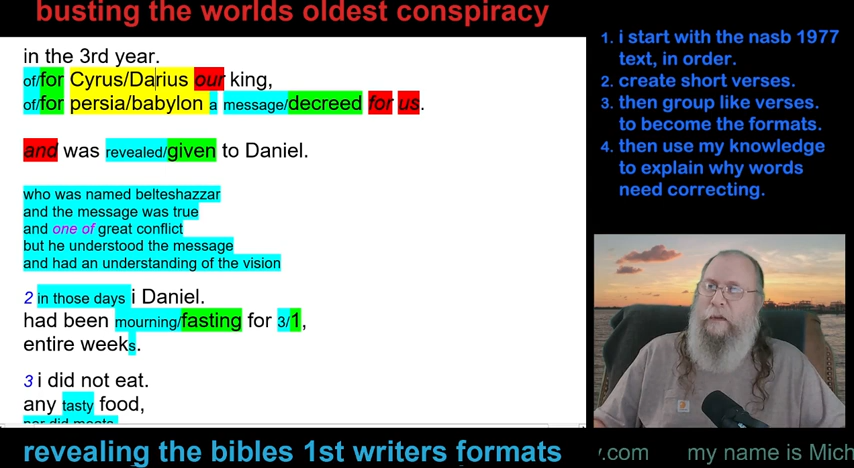 busting the worlds oldest conspiracy
in the 3rd year.
of/for Cyrus/Darius our king,
of/for persia/babylon a message/decreed for us.
and was revealed/given to Daniel.
who was named belteshazzar
and the message was true
and one of great conflict
but he understood the message
and had an understanding of the vision
2 in those days i Daniel.
had been mourning/fasting for 3/1,
entire weeks.
3 i did not eat.
any tasty food,
nor did meats
revealing the bibles 1st writers formats
1. i start with the nasb 1977
text, in order.
2. create short verses.
3. then group like verses.
to become the formats.
4. then use my knowledge
to explain why words
need correcting.
.com my name is Mich